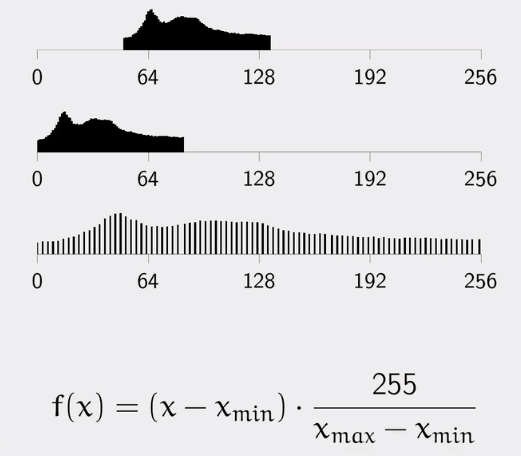 0 64 128 192 256
0 64 128 192 256
0 64 128 192 256
f(x) = (x − x_min) · 255 / (x_max − x_min)